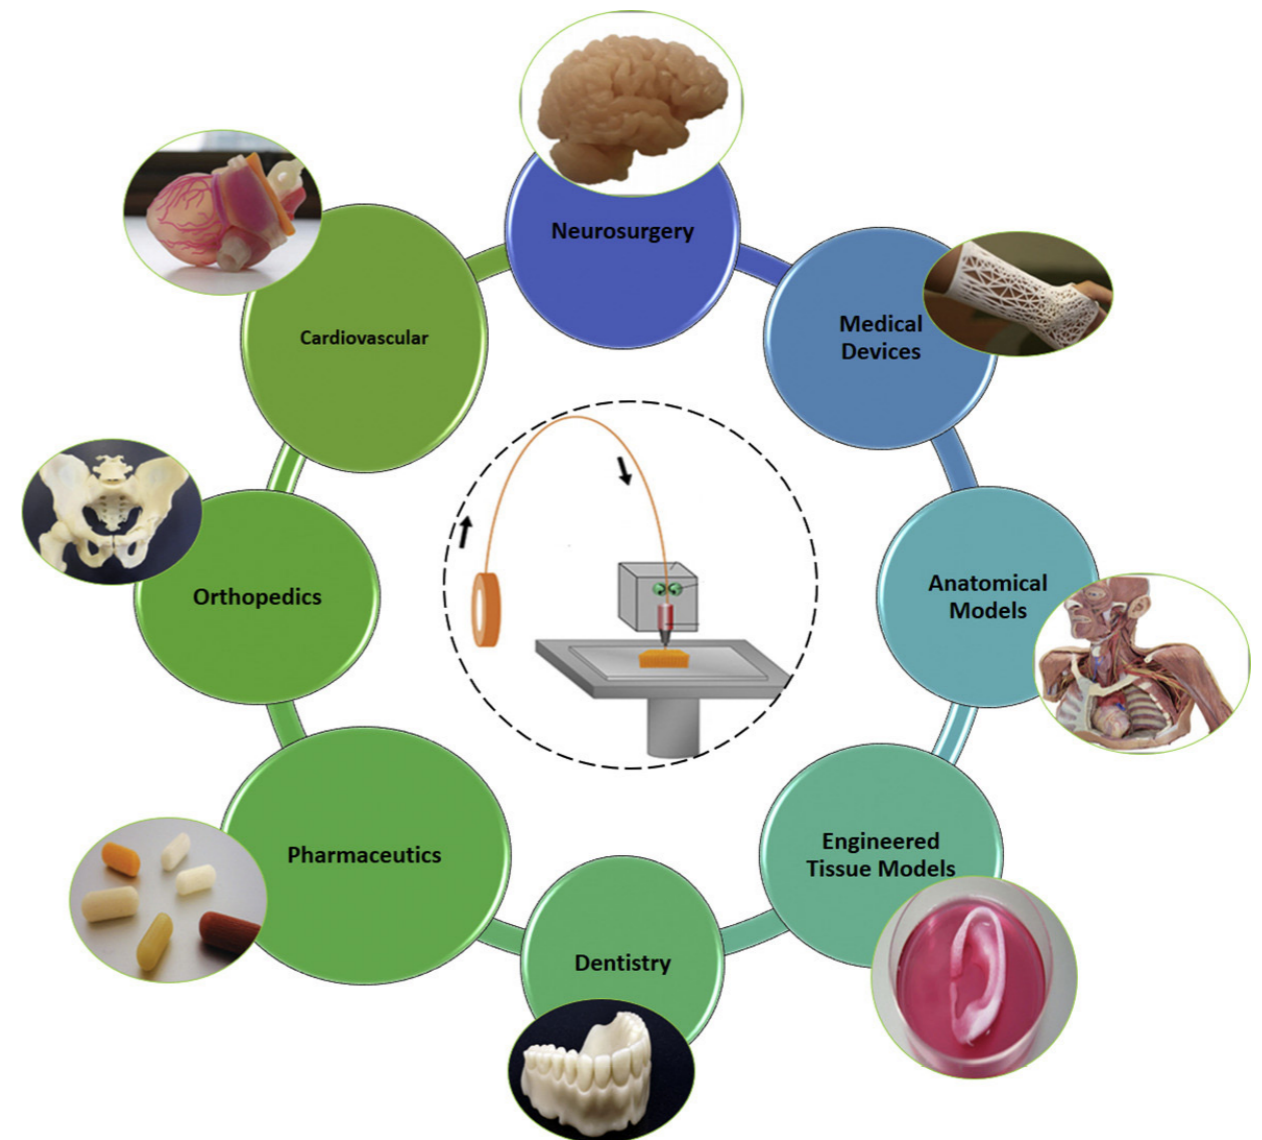 Neurosurgery
Medical
Devices
Anatomical
Models
Engineered
Tissue Models
Dentistry
Pharmaceutics
Orthopedics
Cardiovascular